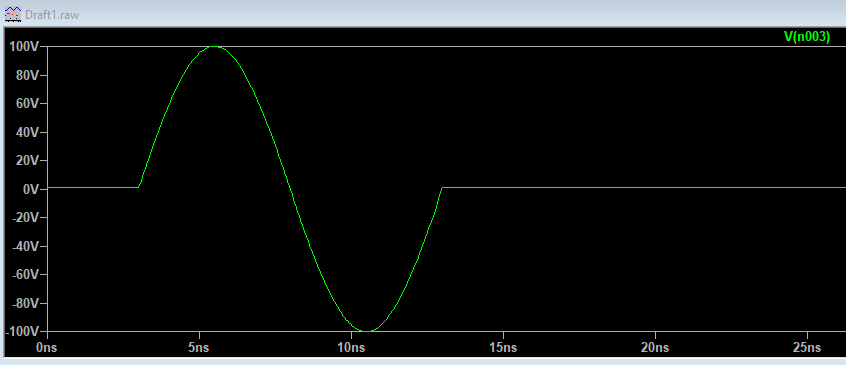 Draft1.raw
V(n003)
100V
80V
60V
40V
20V
0V
-20V
-40V
-60V
-80V
-100V
0ns 5ns 10ns 15ns 20ns 25ns